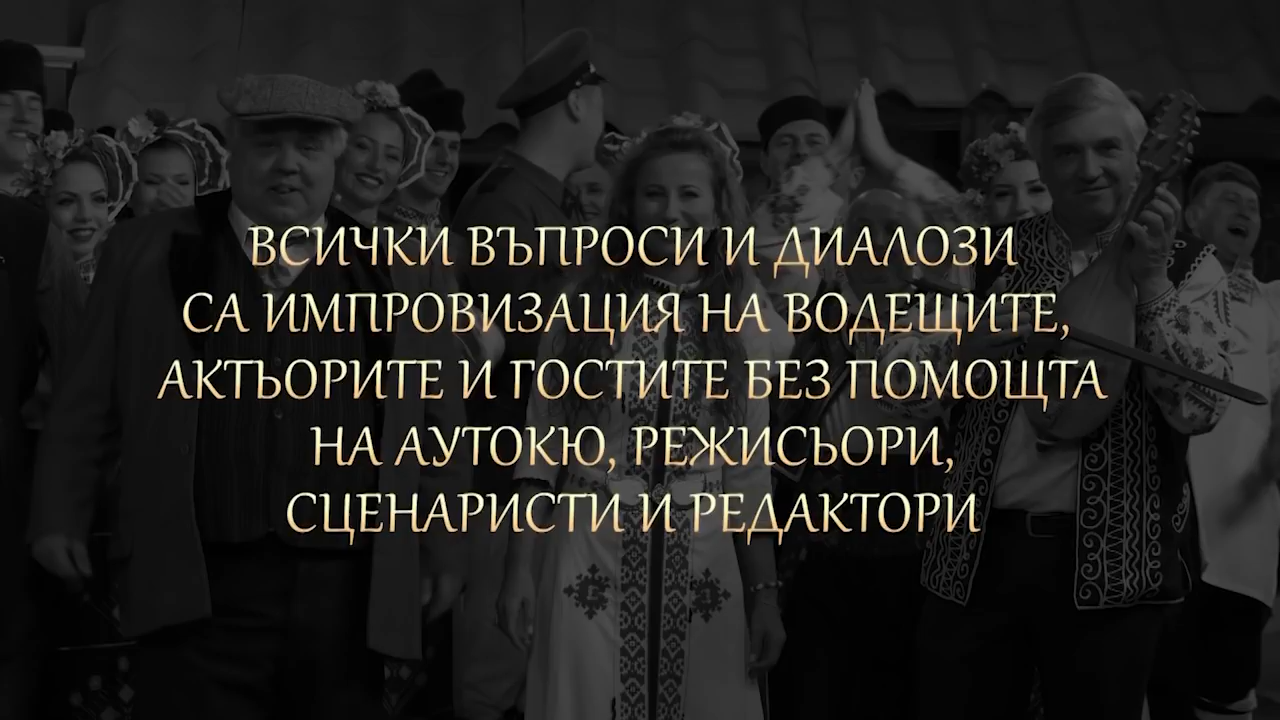 ВСИЧКИ ВЪПРОСИ И ДИАЛОЗИ
СА ИМПРОВИЗАЦИЯ НА ВОДЕЩИТЕ,
АКТЬОРИТЕ И ГОСТИТЕ БЕЗ ПОМОЩТА
НА АУТОКЮ, РЕЖИСЬОРИ,
СЦЕНАРИСТИ И РЕДАКТОРИ